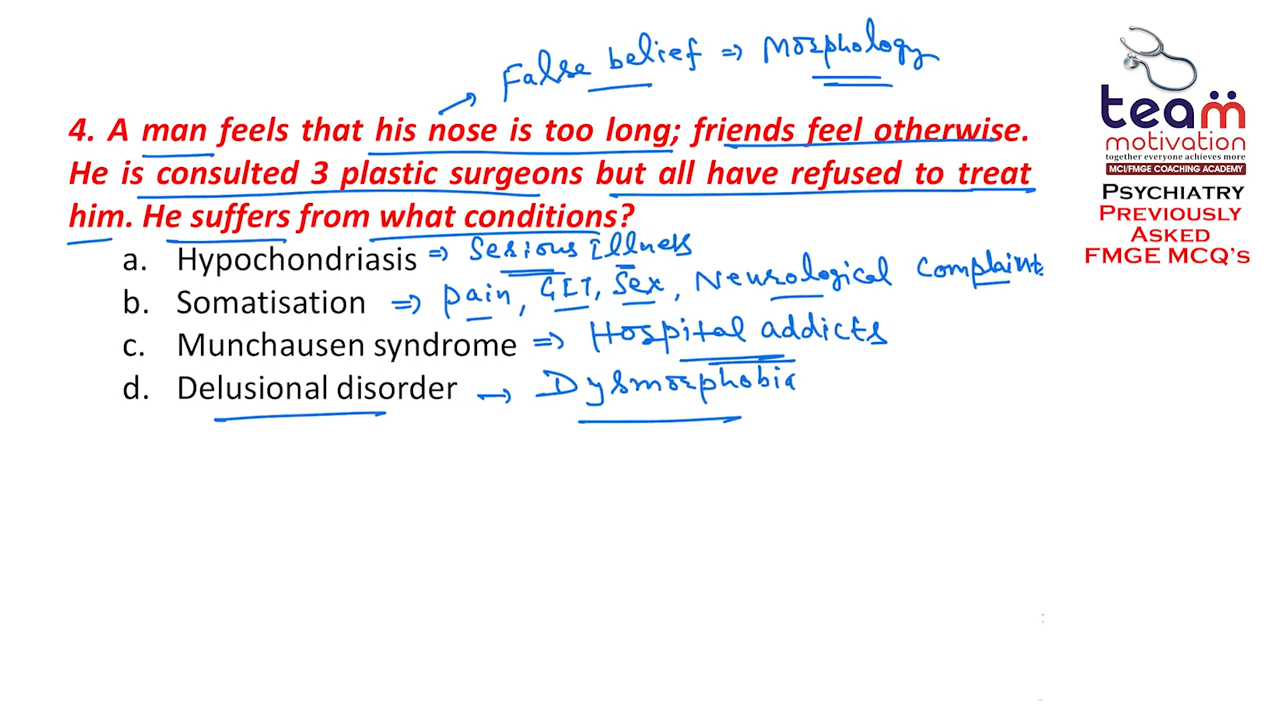 False belief ⇒ Morphology
4. A man feels that his nose is too long; friends feel otherwise.
He is consulted 3 plastic surgeons but all have refused to treat
him. He suffers from what conditions?
a. Hypochondriasis ⇒ Serious Illness
b. Somatisation ⇒ Pain, GIT, Sex, Neurological Complaints
c. Munchausen syndrome ⇒ Hospital addicts
d. Delusional disorder → Dysmorphobia
team
motivation
together everyone achieves more
MCI/FMGE COACHING ACADEMY
PSYCHIATRY
PREVIOUSLY
ASKED
FMGE MCQ'S